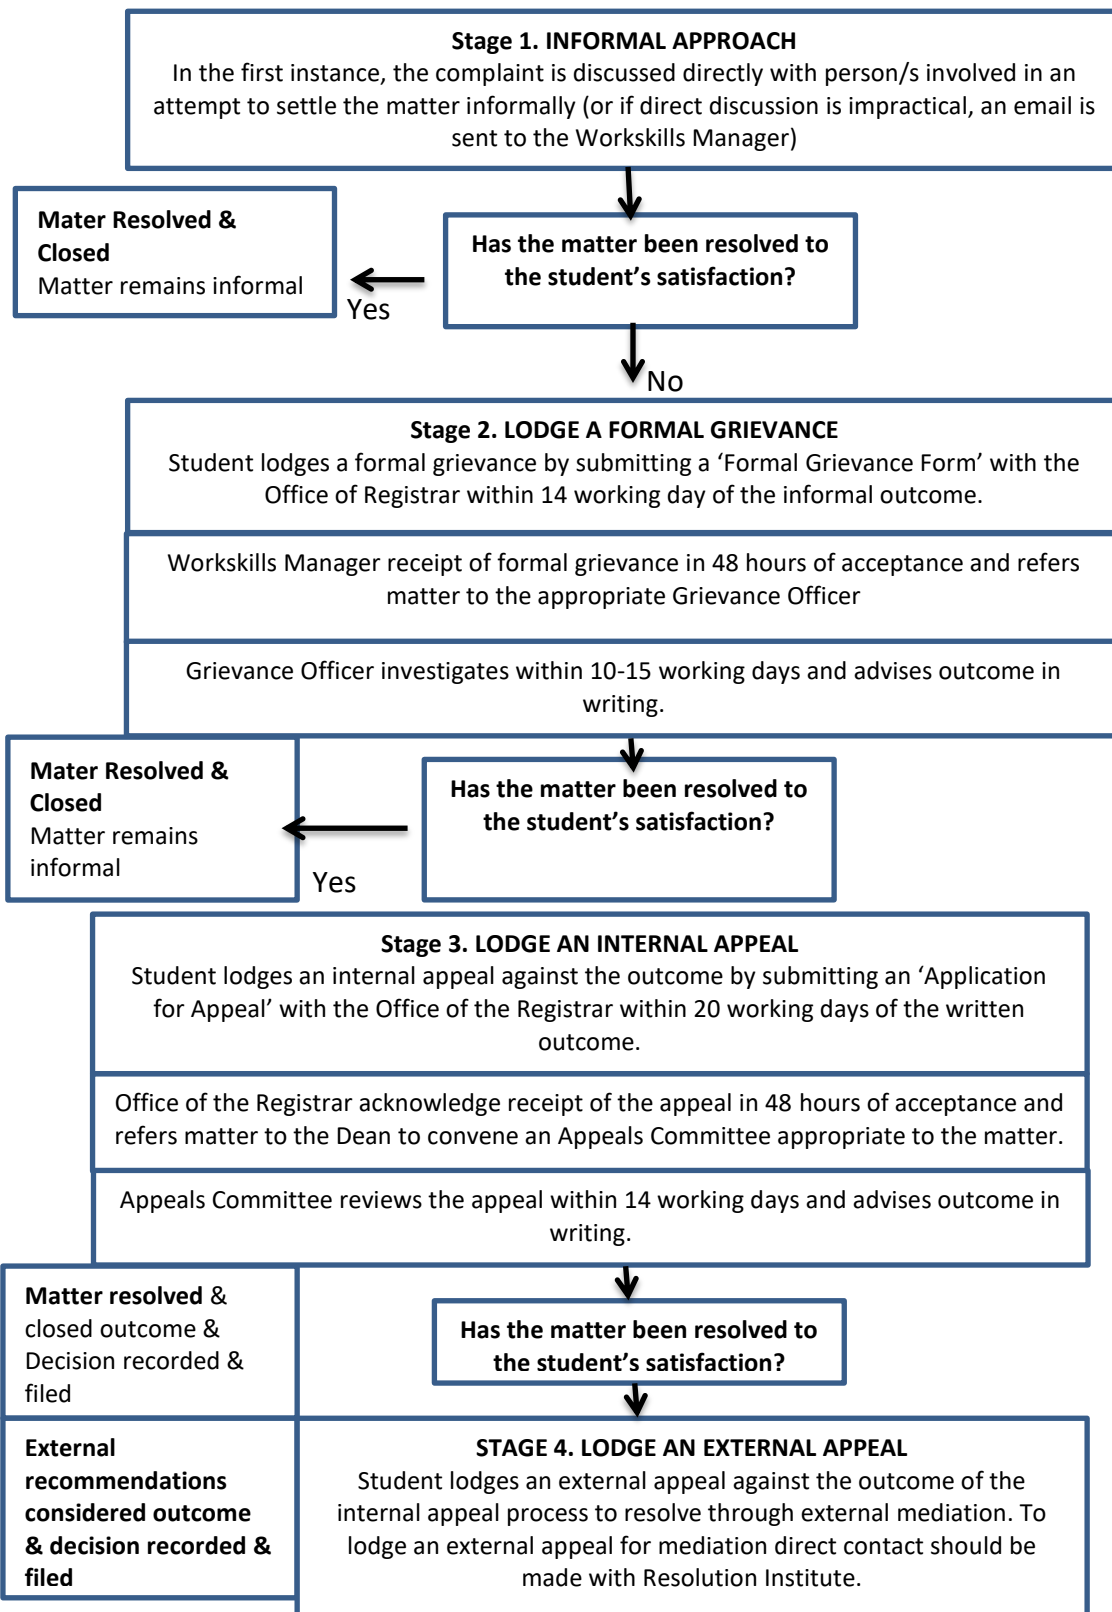 Stage 1. INFORMAL APPROACH
In the first instance, the complaint is discussed directly with person/s involved in an
attempt to settle the matter informally (or if direct discussion is impractical, an email is
sent to the Workskills Manager)
Mater Resolved &
Closed
Matter remains informal
Has the matter been resolved to
the student’s satisfaction?
Yes
No
Stage 2. LODGE A FORMAL GRIEVANCE
Student lodges a formal grievance by submitting a ‘Formal Grievance Form’ with the
Office of Registrar within 14 working day of the informal outcome.
Workskills Manager receipt of formal grievance in 48 hours of acceptance and refers
matter to the appropriate Grievance Officer
Grievance Officer investigates within 10-15 working days and advises outcome in
writing.
Mater Resolved &
Closed
Matter remains
informal
Has the matter been resolved to
the student’s satisfaction?
Yes
Stage 3. LODGE AN INTERNAL APPEAL
Student lodges an internal appeal against the outcome by submitting an ‘Application
for Appeal’ with the Office of the Registrar within 20 working days of the written
outcome.
Office of the Registrar acknowledge receipt of the appeal in 48 hours of acceptance and
refers matter to the Dean to convene an Appeals Committee appropriate to the matter.
Appeals Committee reviews the appeal within 14 working days and advises outcome in
writing.
Matter resolved &
closed outcome &
Decision recorded &
filed
Has the matter been resolved to
the student’s satisfaction?
External
recommendations
considered outcome
& decision recorded &
filed
STAGE 4. LODGE AN EXTERNAL APPEAL
Student lodges an external appeal against the outcome of the
internal appeal process to resolve through external mediation. To
lodge an external appeal for mediation direct contact should be
made with Resolution Institute.